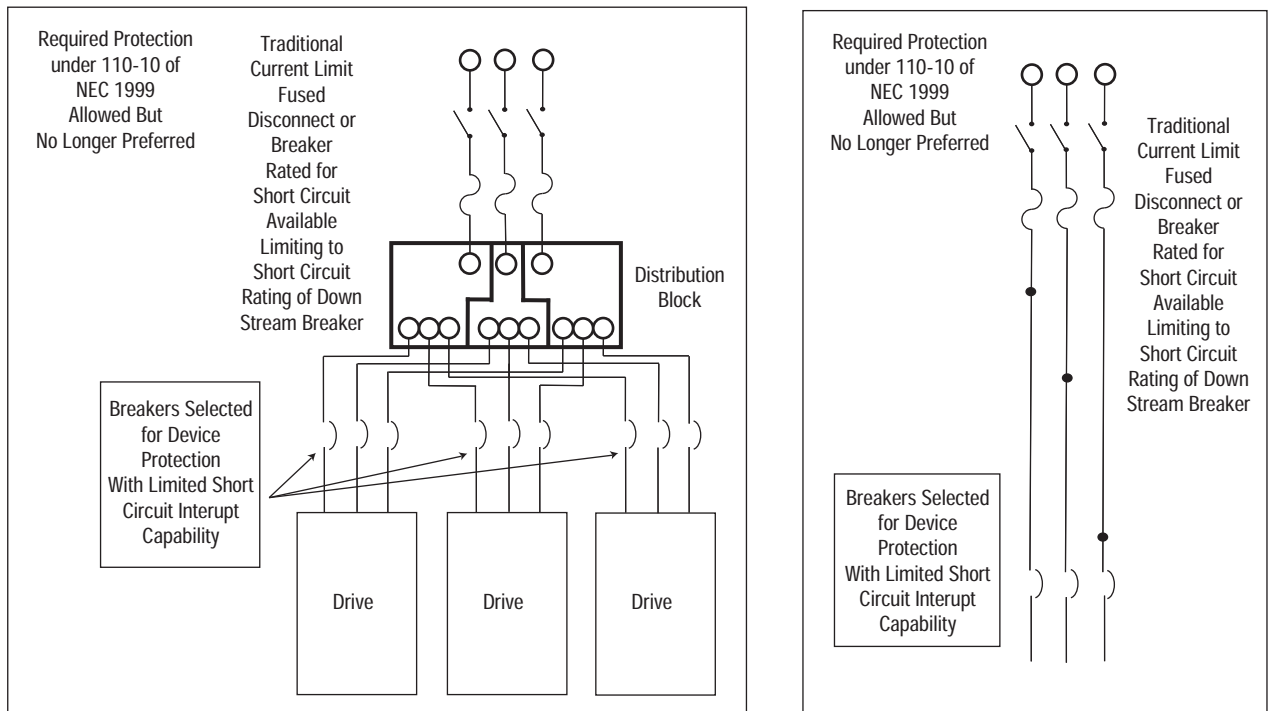 Required Protection
under 110-10 of
NEC 1999
Allowed But
No Longer Preferred
Traditional
Current Limit
Fused
Disconnect or
Breaker
Rated for
Short Circuit
Available
Limiting to
Short Circuit
Rating of Down
Stream Breaker
Distribution
Block
Breakers Selected
for Device
Protection
With Limited Short
Circuit Interupt
Capability
Drive
Drive
Drive
Required Protection
under 110-10 of
NEC 1999
Allowed But
No Longer Preferred
Traditional
Current Limit
Fused
Disconnect or
Breaker
Rated for
Short Circuit
Available
Limiting to
Short Circuit
Rating of Down
Stream Breaker
Breakers Selected
for Device
Protection
With Limited Short
Circuit Interupt
Capability